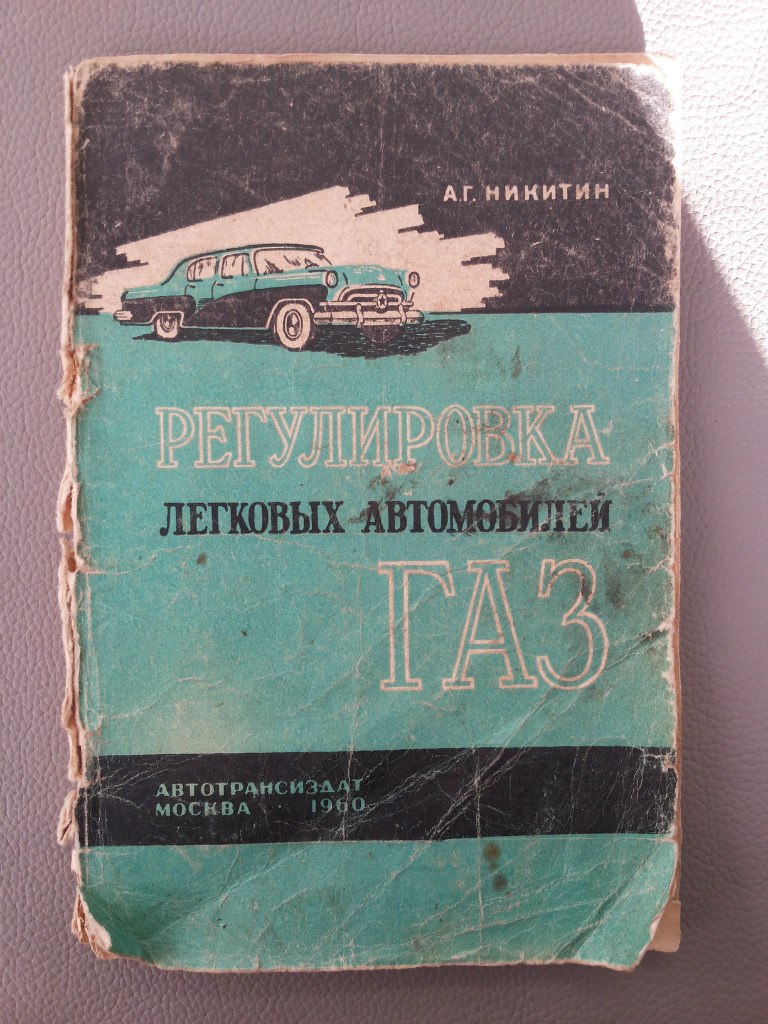 А.Г. НИКИТИН
РЕГУЛИРОВКА
ЛЕГКОВЫХ АВТОМОБИЛЕЙ
ГАЗ
АВТОТРАНСИЗДАТ
МОСКВА · 1960